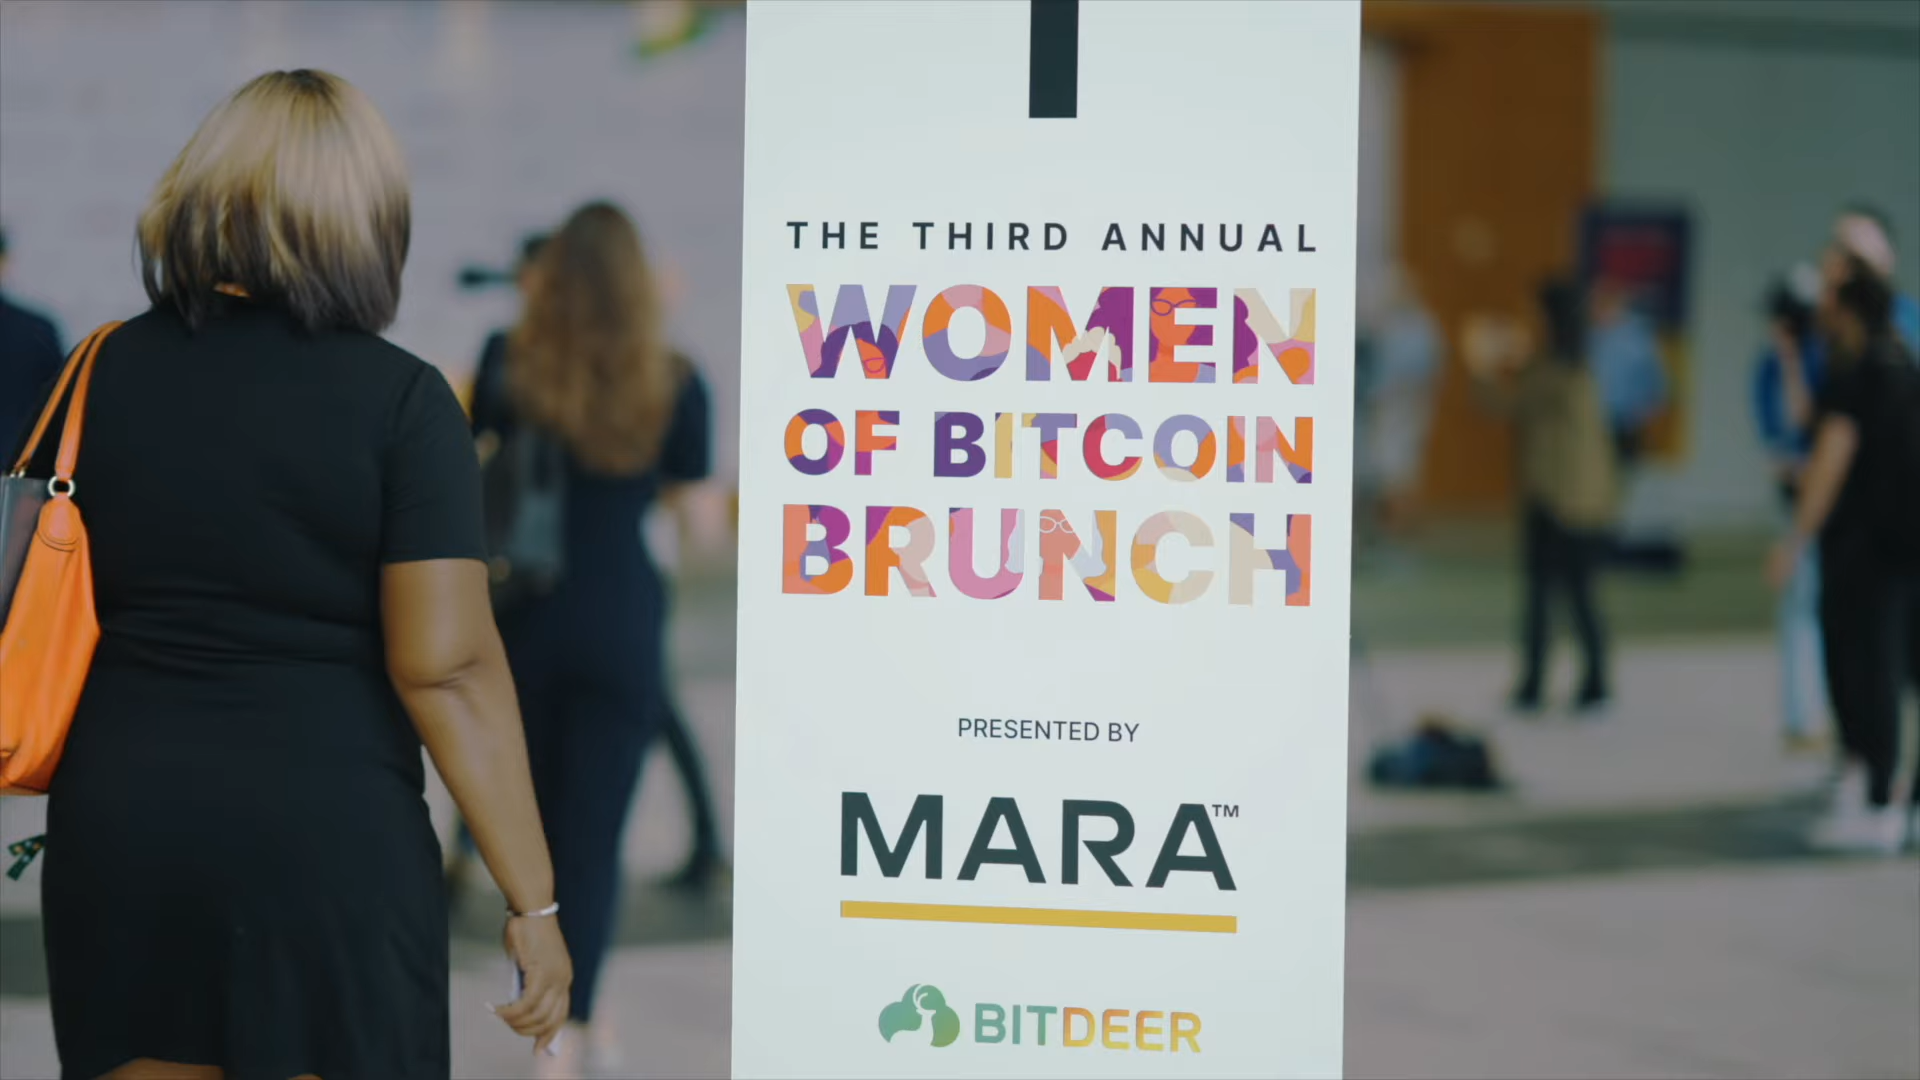 THE THIRD ANNUAL
WOMEN
OF BITCOIN
BRUNCH
PRESENTED BY
MARA™
BITDEER